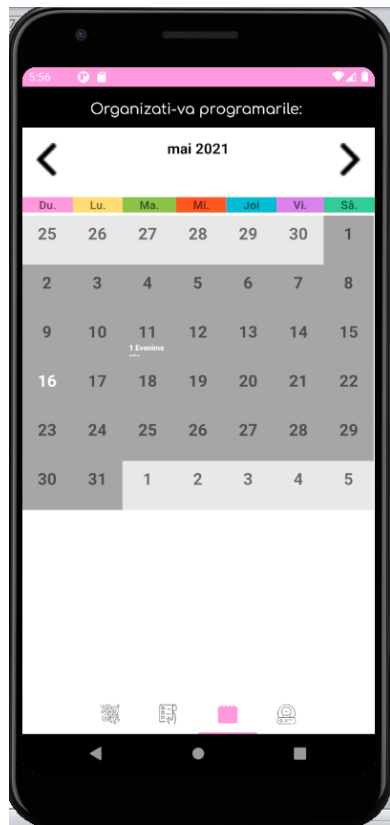 5:56
Organizati-va programarile:
mai 2021
Du. Lu. Ma. Mi. Joi Vi. Sâ.
25 26 27 28 29 30 1
2 3 4 5 6 7 8
9 10 11 12 13 14 15
1 Evenime
16 17 18 19 20 21 22
23 24 25 26 27 28 29
30 31 1 2 3 4 5